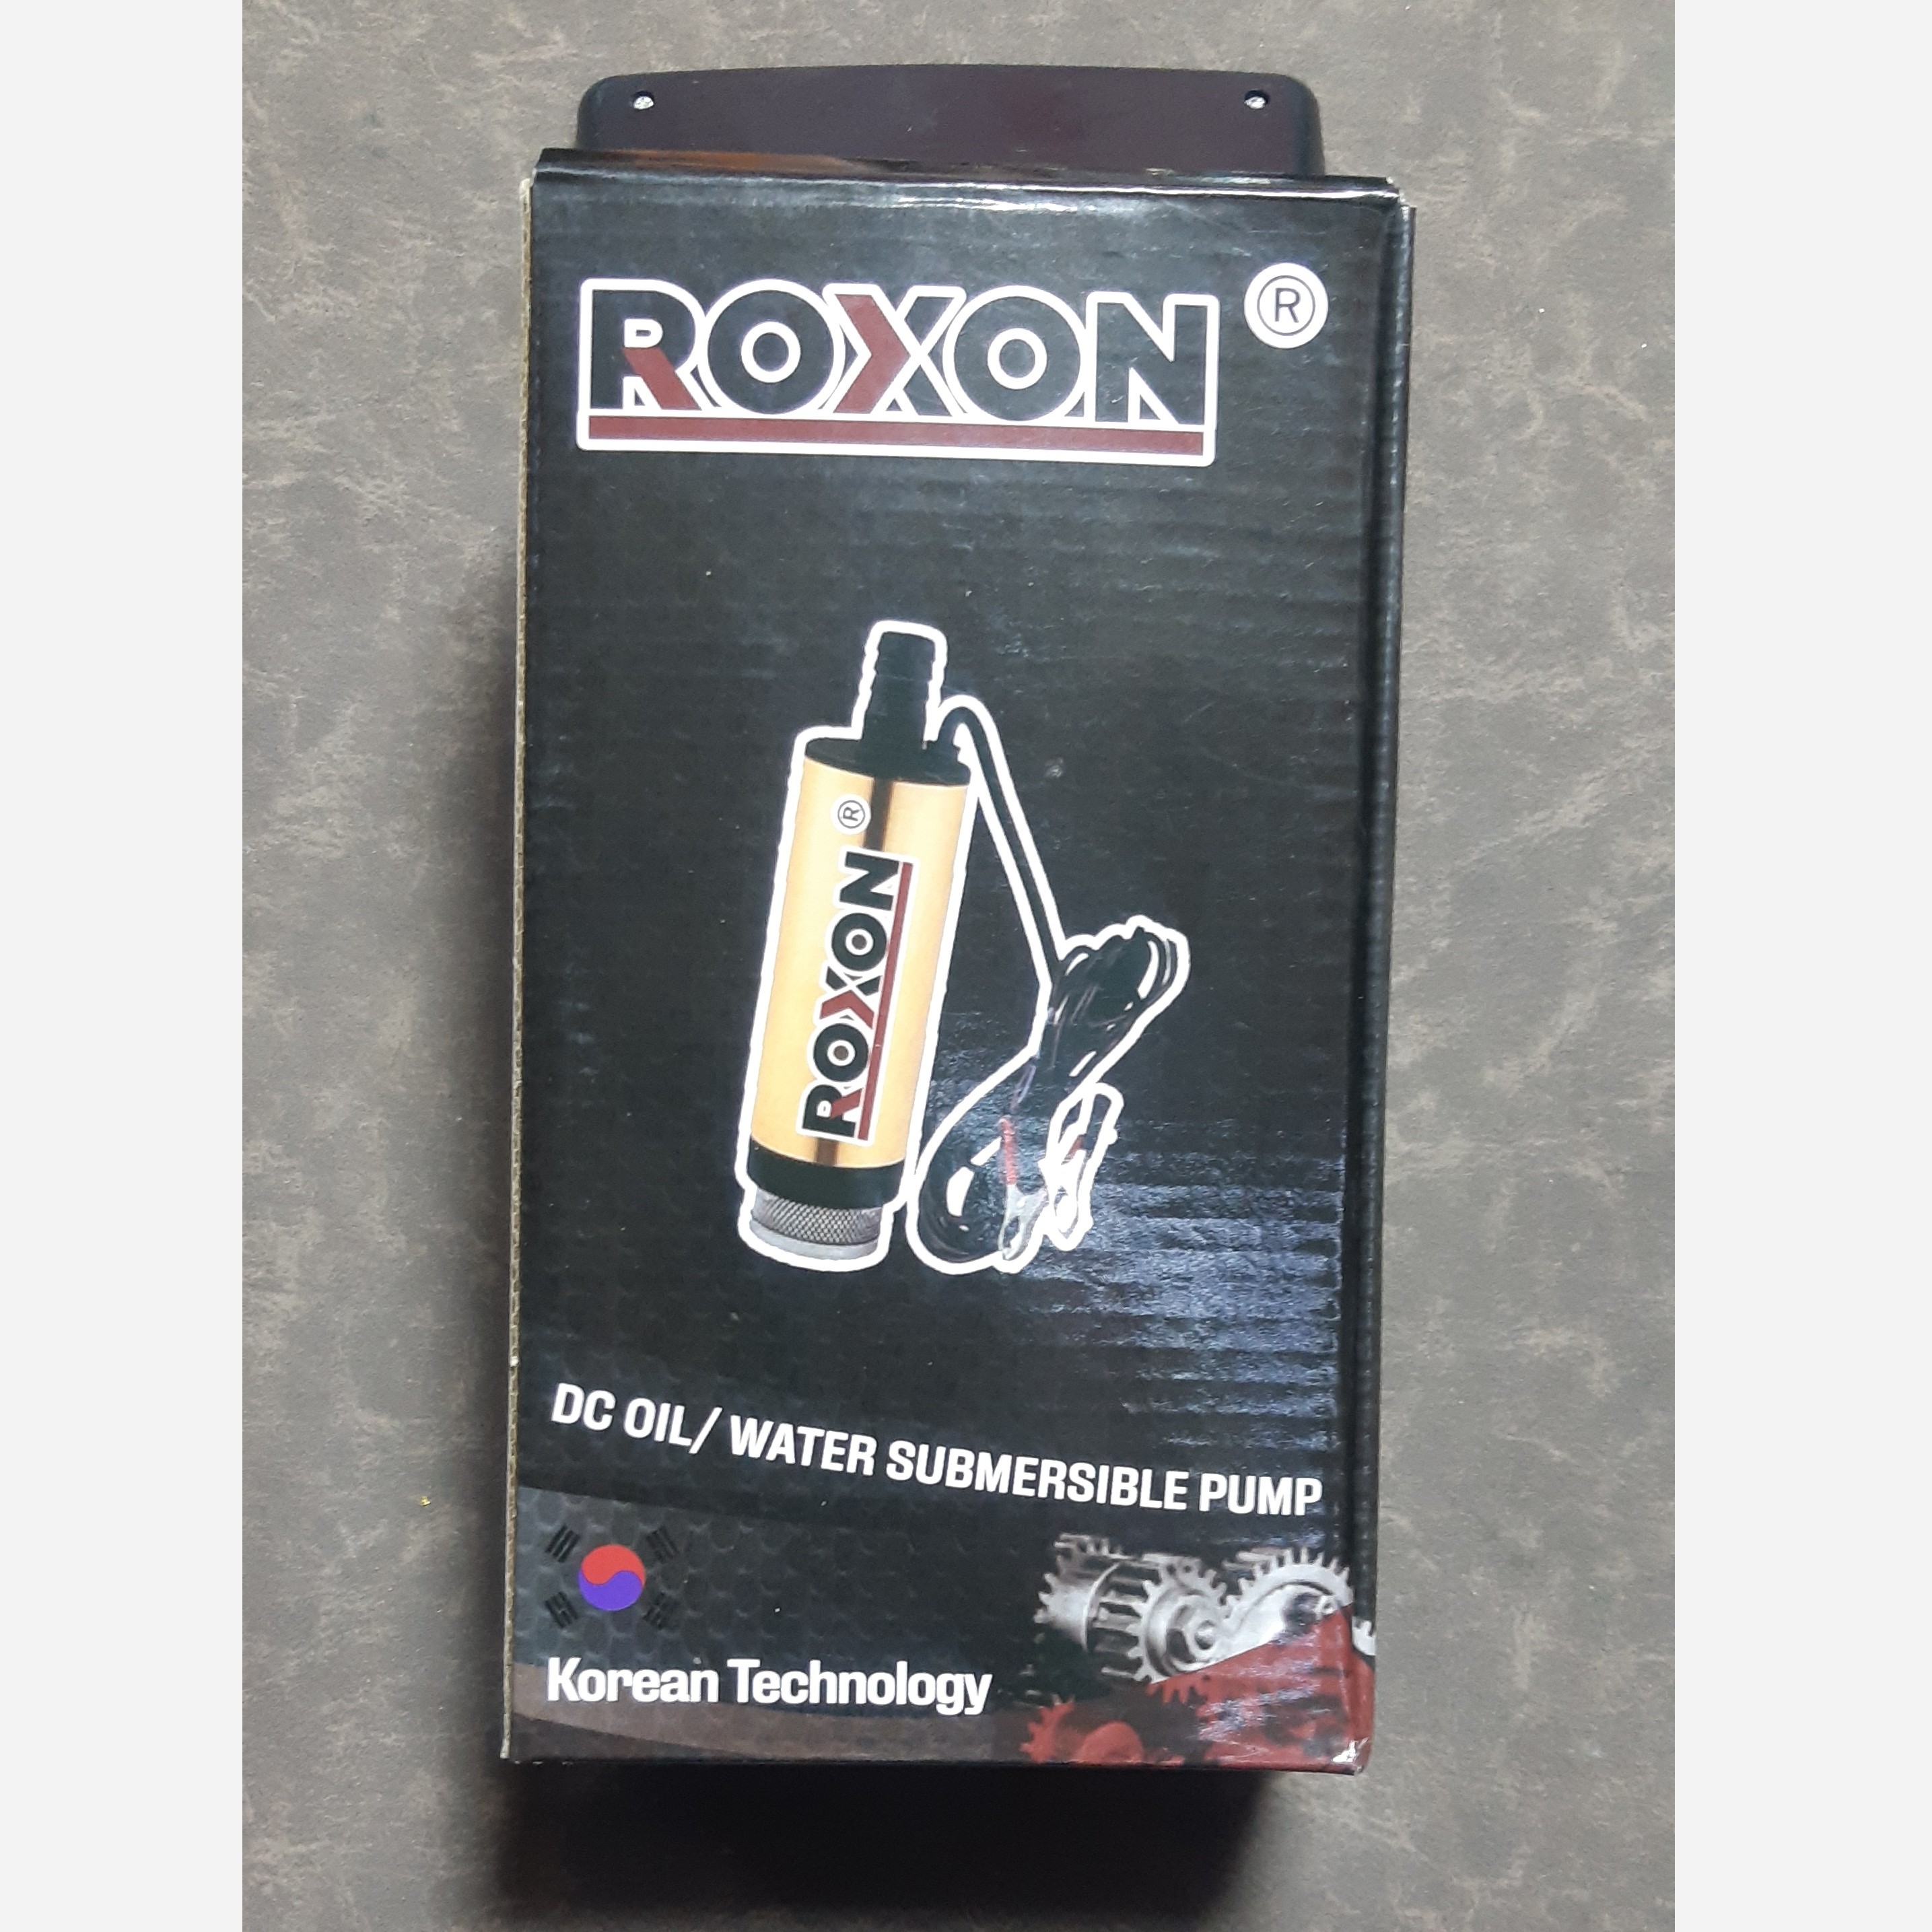 ROXON ®
ROXON ®
DC OIL/ WATER SUBMERSIBLE PUMP
Korean Technology